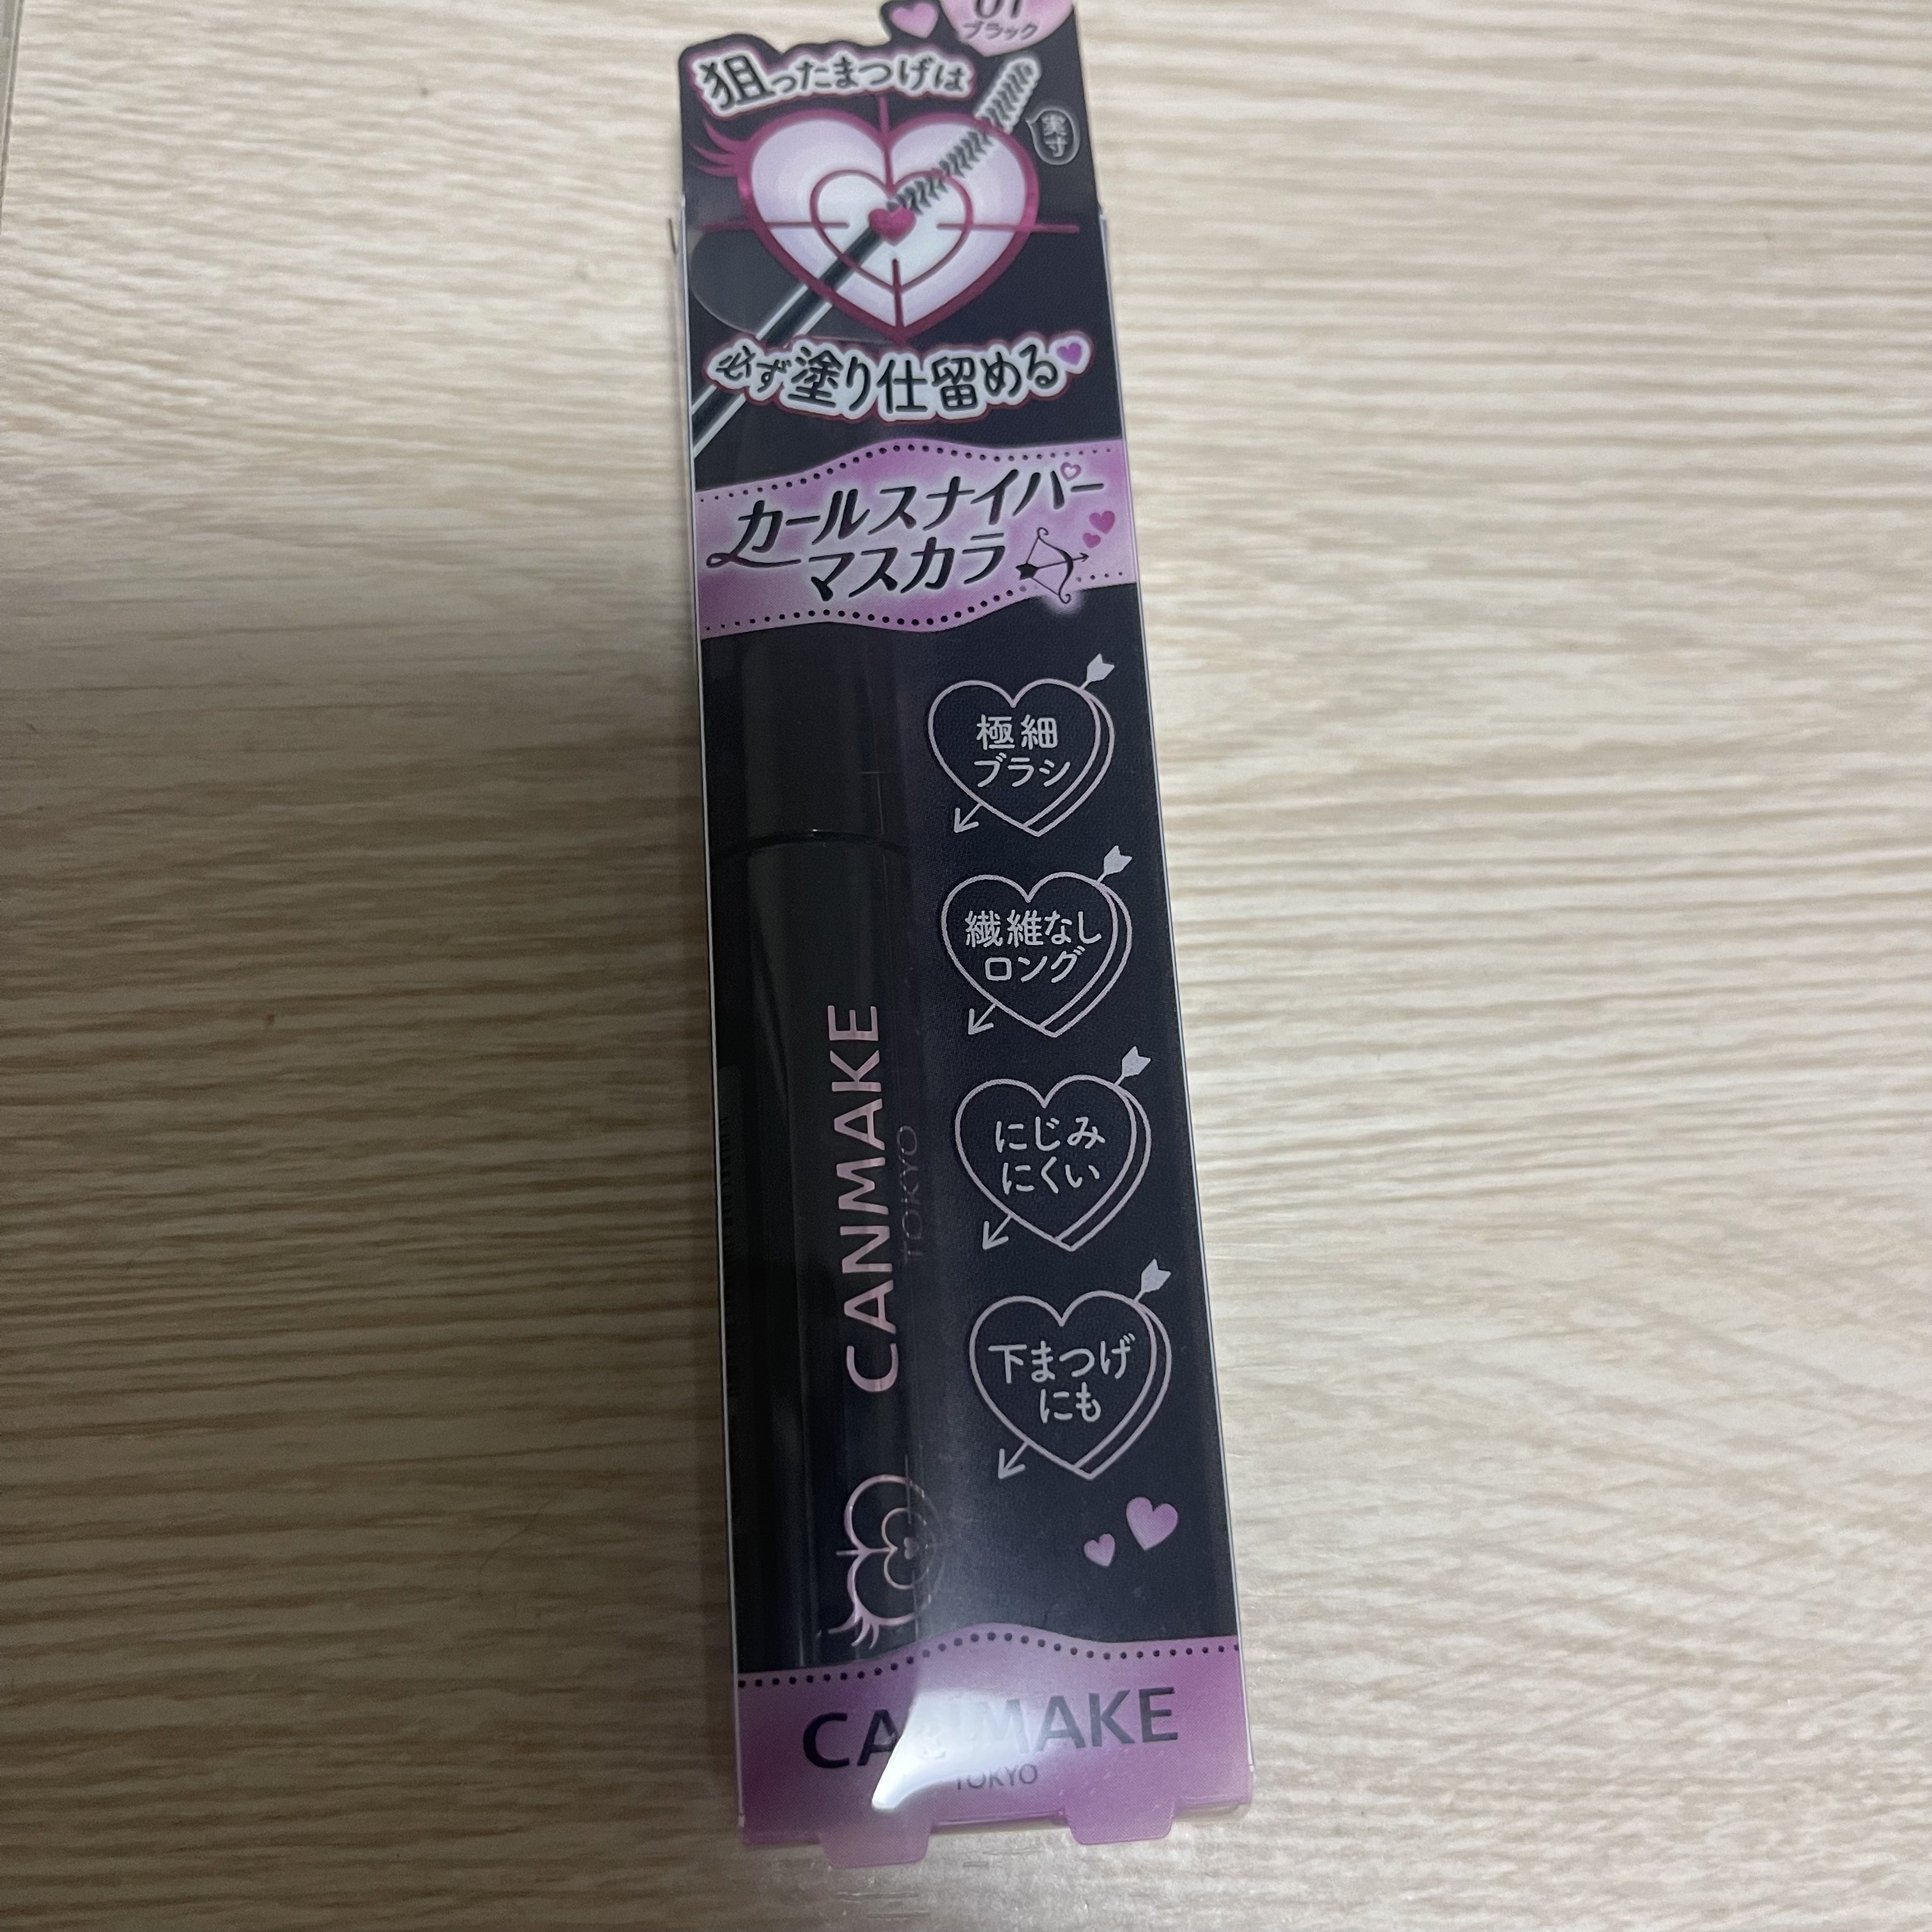 01
ブラック
狙ったまつげは
実寸
必ず塗り仕留める
カールスナイパー
マスカラ
極細
ブラシ
繊維なし
ロング
にじみ
にくい
下まつげ
にも
CANMAKE
TOKYO
CANMAKE
TOKYO